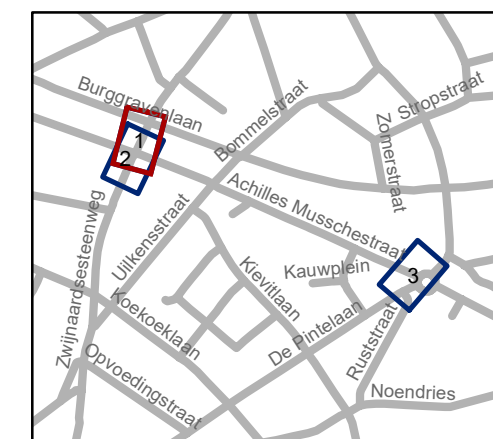 Burggravenlaan
Bommelstraat
Stropstraat
Zomerstraat
1
2
Achilles Musschestraat
Zwijnaardsesteenweg
Uilkensstraat
Kievitlaan
Kauwplein
3
Koekoeklaan
De Pintelaan
Ruststraat
Opvoedingstraat
Noendries